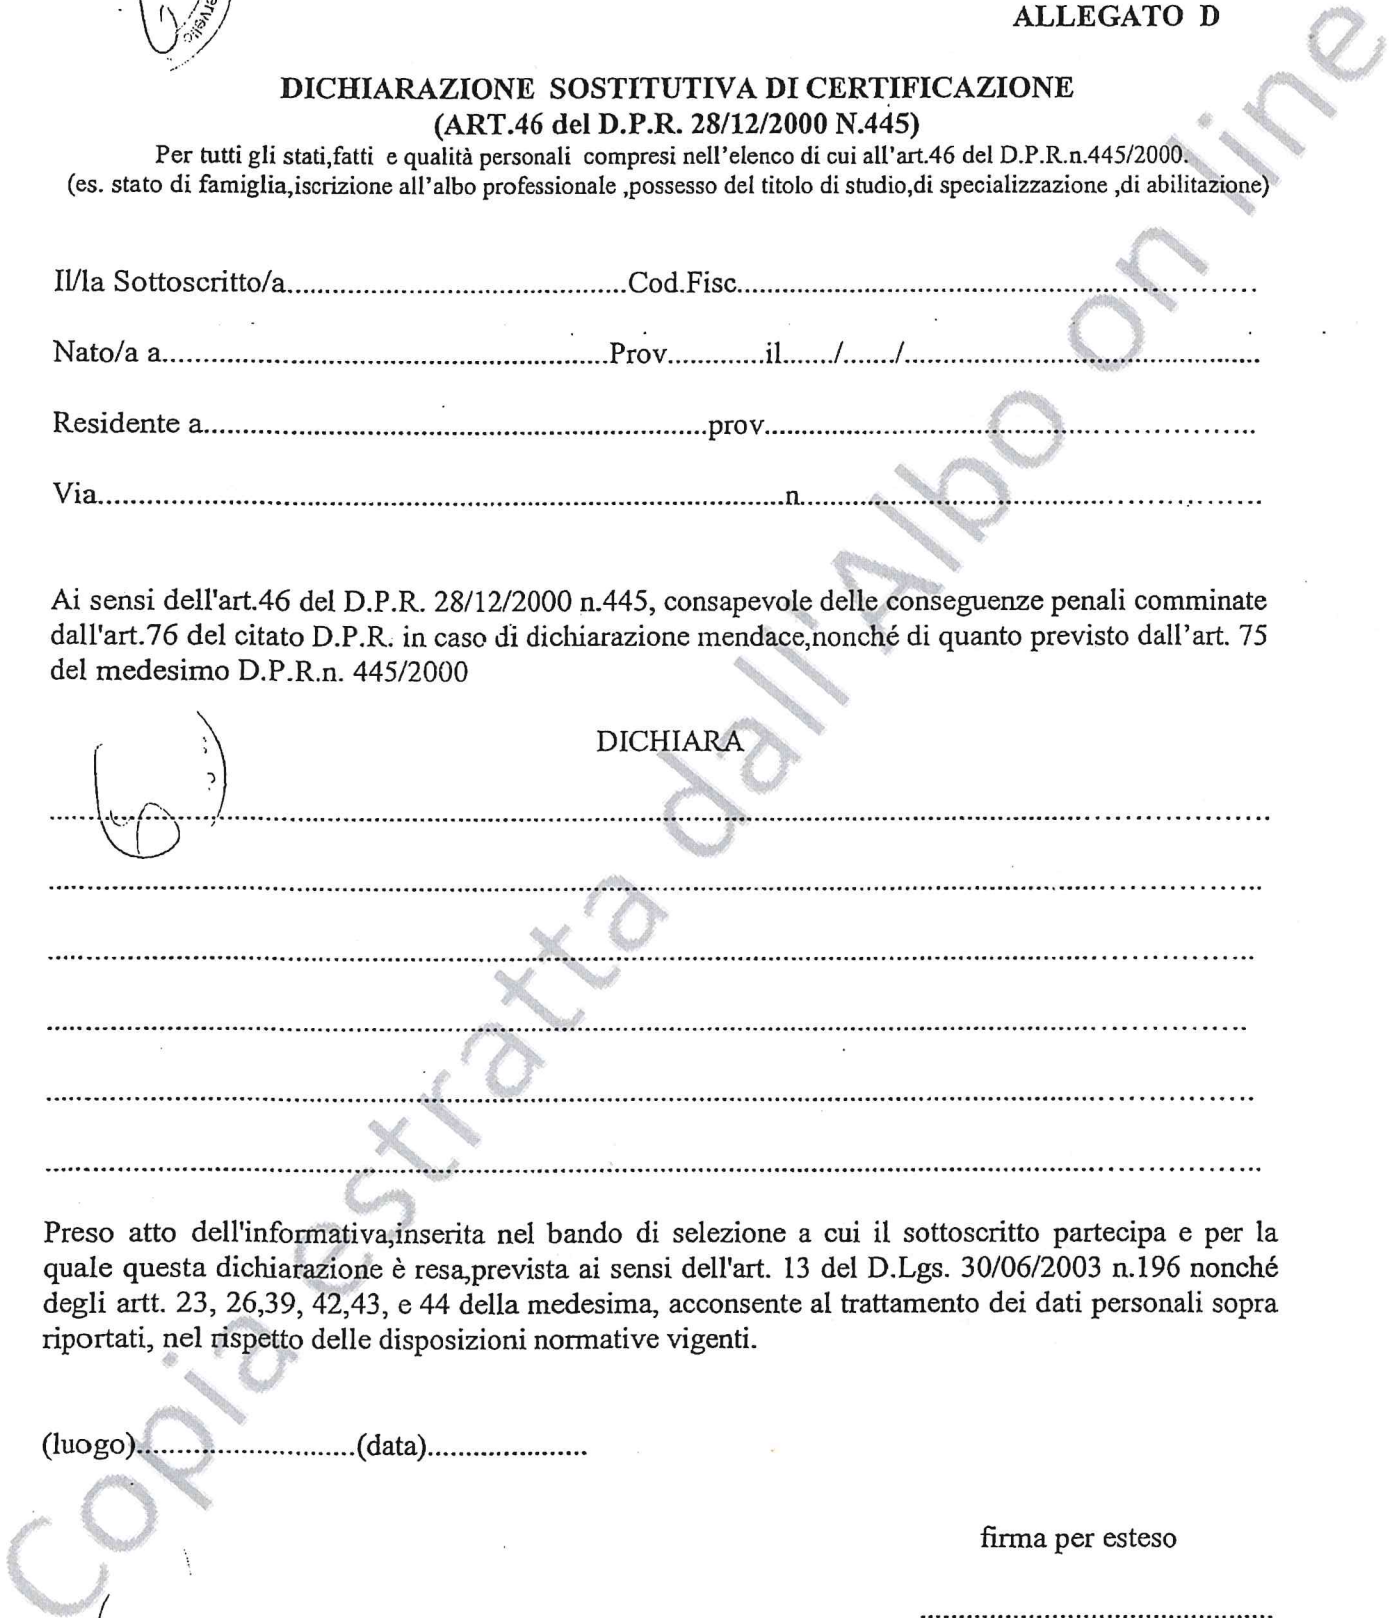 ervello
ALLEGATO D
DICHIARAZIONE SOSTITUTIVA DI CERTIFICAZIONE
(ART.46 del D.P.R. 28/12/2000 N.445)
Per tutti gli stati,fatti e qualità personali compresi nell'elenco di cui all'art.46 del D.P.R.n.445/2000.
(es. stato di famiglia,iscrizione all'albo professionale ,possesso del titolo di studio,di specializzazione ,di abilitazione)
Il/la Sottoscritto/a............................................Cod.Fisc....................................................................
Nato/a a..........................................................Prov.............il....../....../...............................................
Residente a..................................................................prov................................................................
Via..........................................................................................n............................................................
Ai sensi dell'art.46 del D.P.R. 28/12/2000 n.445, consapevole delle conseguenze penali comminate
dall'art.76 del citato D.P.R. in caso di dichiarazione mendace,nonché di quanto previsto dall'art. 75
del medesimo D.P.R.n. 445/2000
DICHIARA
................................................................................................................................................................
................................................................................................................................................................
................................................................................................................................................................
................................................................................................................................................................
................................................................................................................................................................
................................................................................................................................................................
Preso atto dell'informativa,inserita nel bando di selezione a cui il sottoscritto partecipa e per la
quale questa dichiarazione è resa,prevista ai sensi dell'art. 13 del D.Lgs. 30/06/2003 n.196 nonché
degli artt. 23, 26,39, 42,43, e 44 della medesima, acconsente al trattamento dei dati personali sopra
riportati, nel rispetto delle disposizioni normative vigenti.
(luogo)............................(data).....................
firma per esteso
..............................................
Copia estratta dall'Albo on line